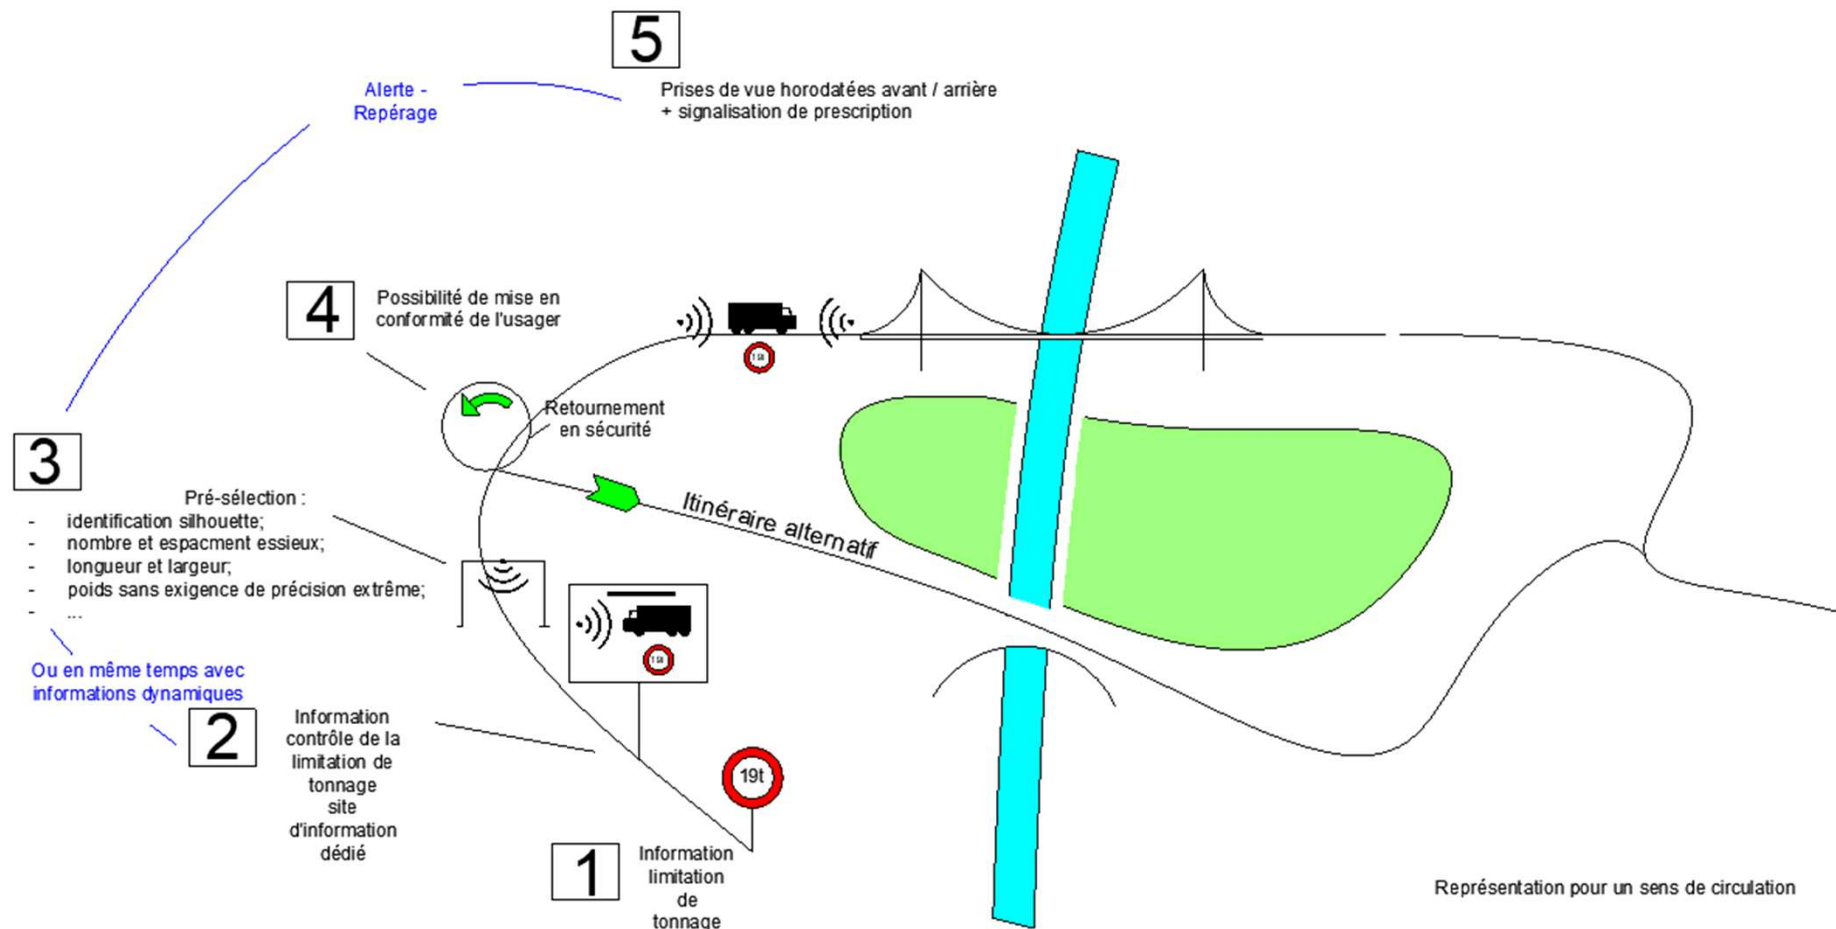 5
Prises de vue horodatées avant / arrière
+ signalisation de prescription
Alerte -
Repérage
4
Possibilité de mise en
conformité de l'usager
19t
Retournement
en sécurité
3
Pré-sélection :
- identification silhouette;
- nombre et espacment essieux;
- longueur et largeur;
- poids sans exigence de précision extrême;
- ...
Itinéraire alternatif
19t
Ou en même temps avec
informations dynamiques
2
Information
contrôle de la
limitation de
tonnage
site
d'information
dédié
19t
1
Information
limitation
de
tonnage
Représentation pour un sens de circulation